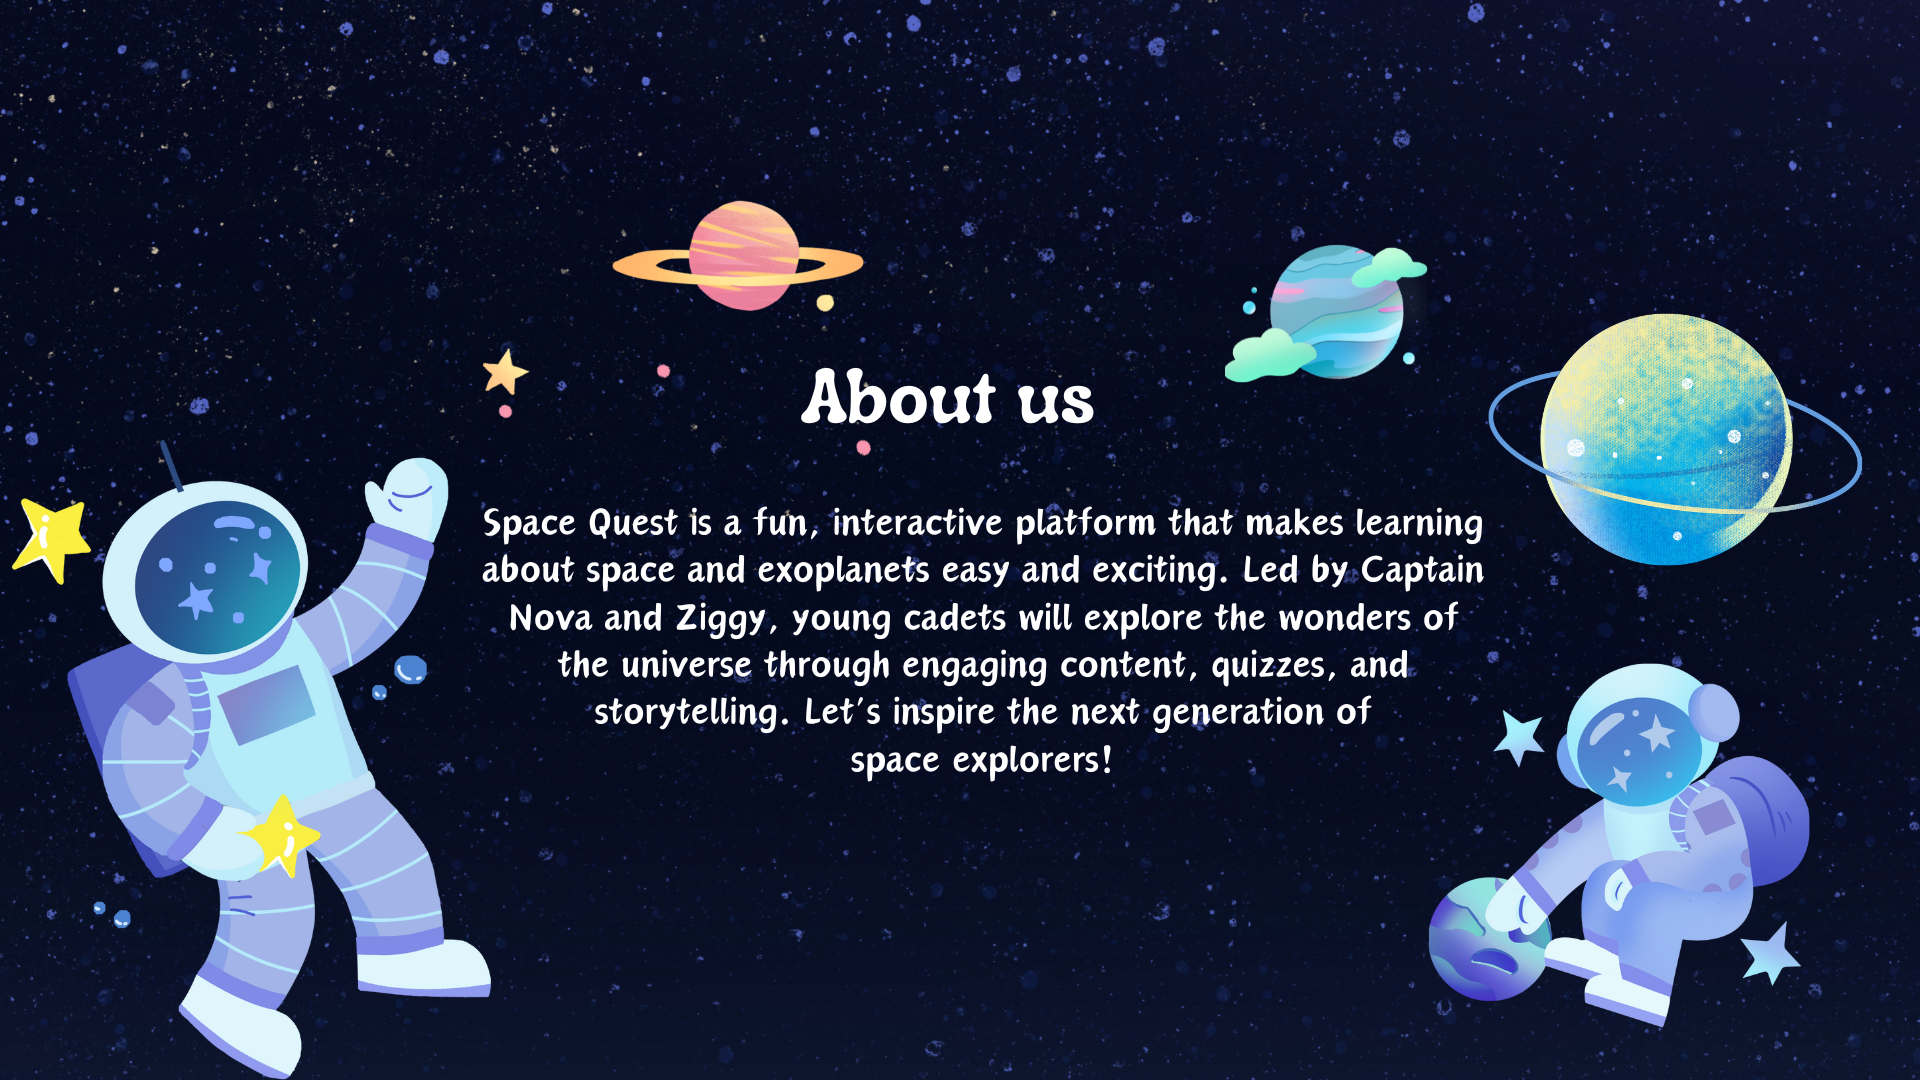 About us
Space Quest is a fun, interactive platform that makes learning
about space and exoplanets easy and exciting. Led by Captain
Nova and Ziggy, young cadets will explore the wonders of
the universe through engaging content, quizzes, and
storytelling. Let's inspire the next generation of
space explorers!